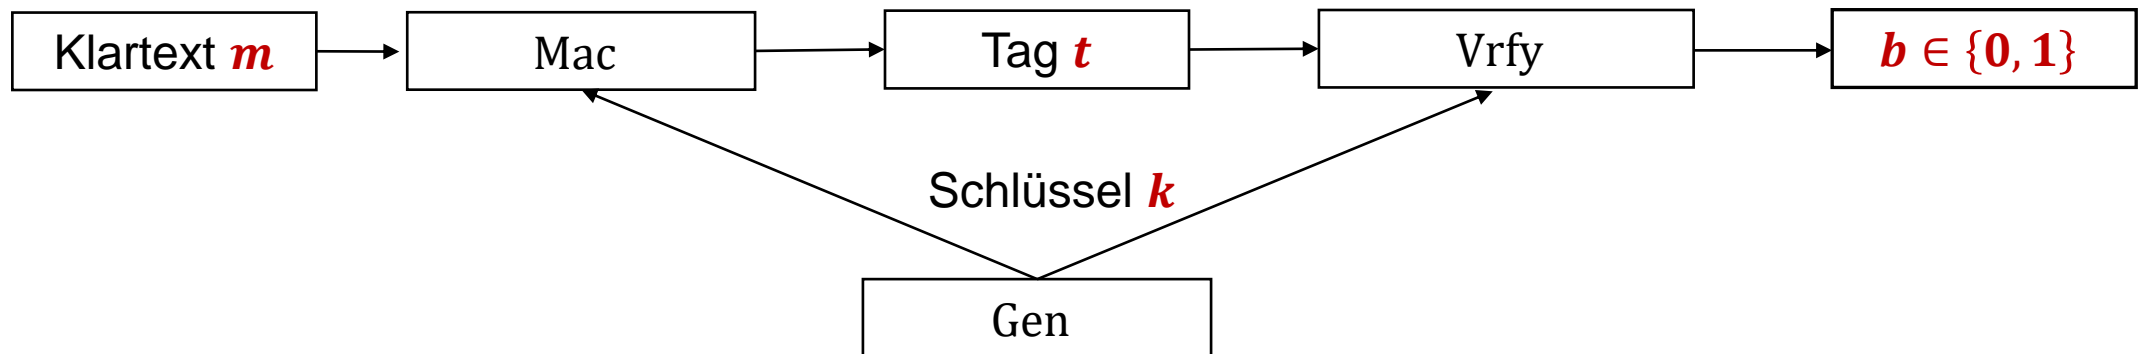 Klartext m
Mac
Tag t
Vrfy
b ∈ {0, 1}
Schlüssel k
Gen